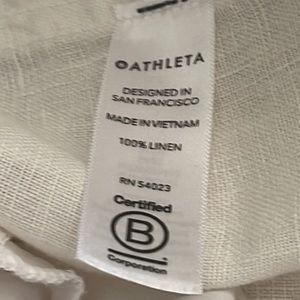 ATHLETA
DESIGNED IN
SAN FRANCISCO
MADE IN VIETNAM
100% LINEN
RN 54023
Certified
B
Corporation